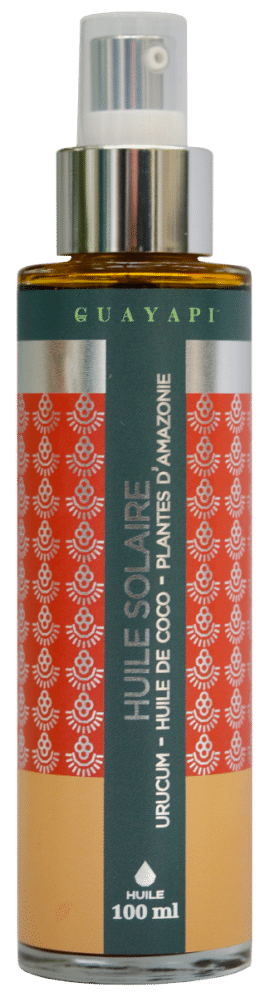 GUAYAPI
HUILE SOLAIRE
URUCUM - HUILE DE COCO - PLANTES D'AMAZONIE
HUILE
100 ml